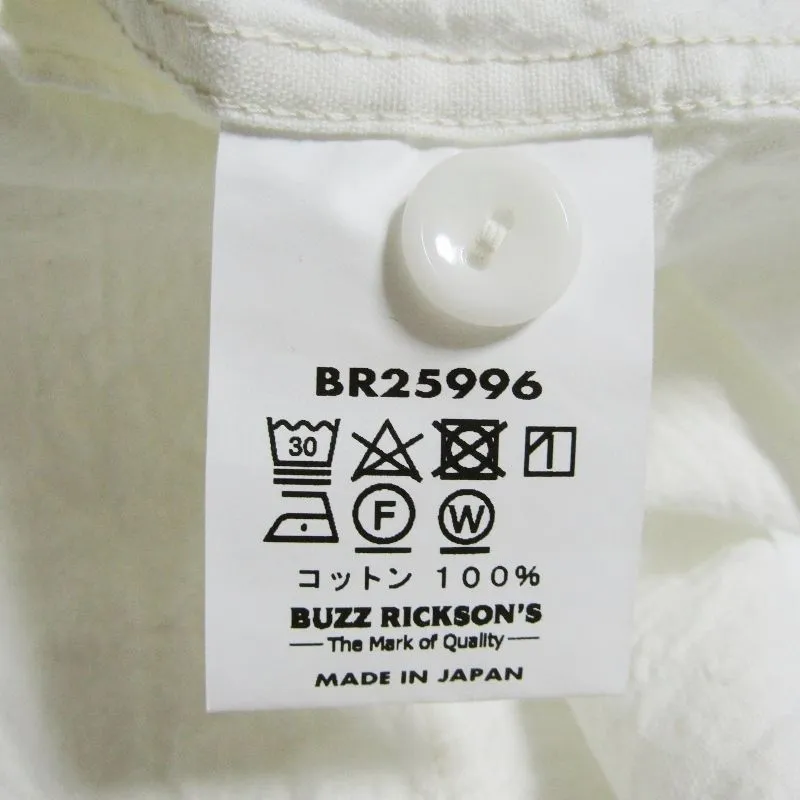 BR25996
30
F W
コットン 100%
BUZZ RICKSON'S
The Mark of Quality
MADE IN JAPAN